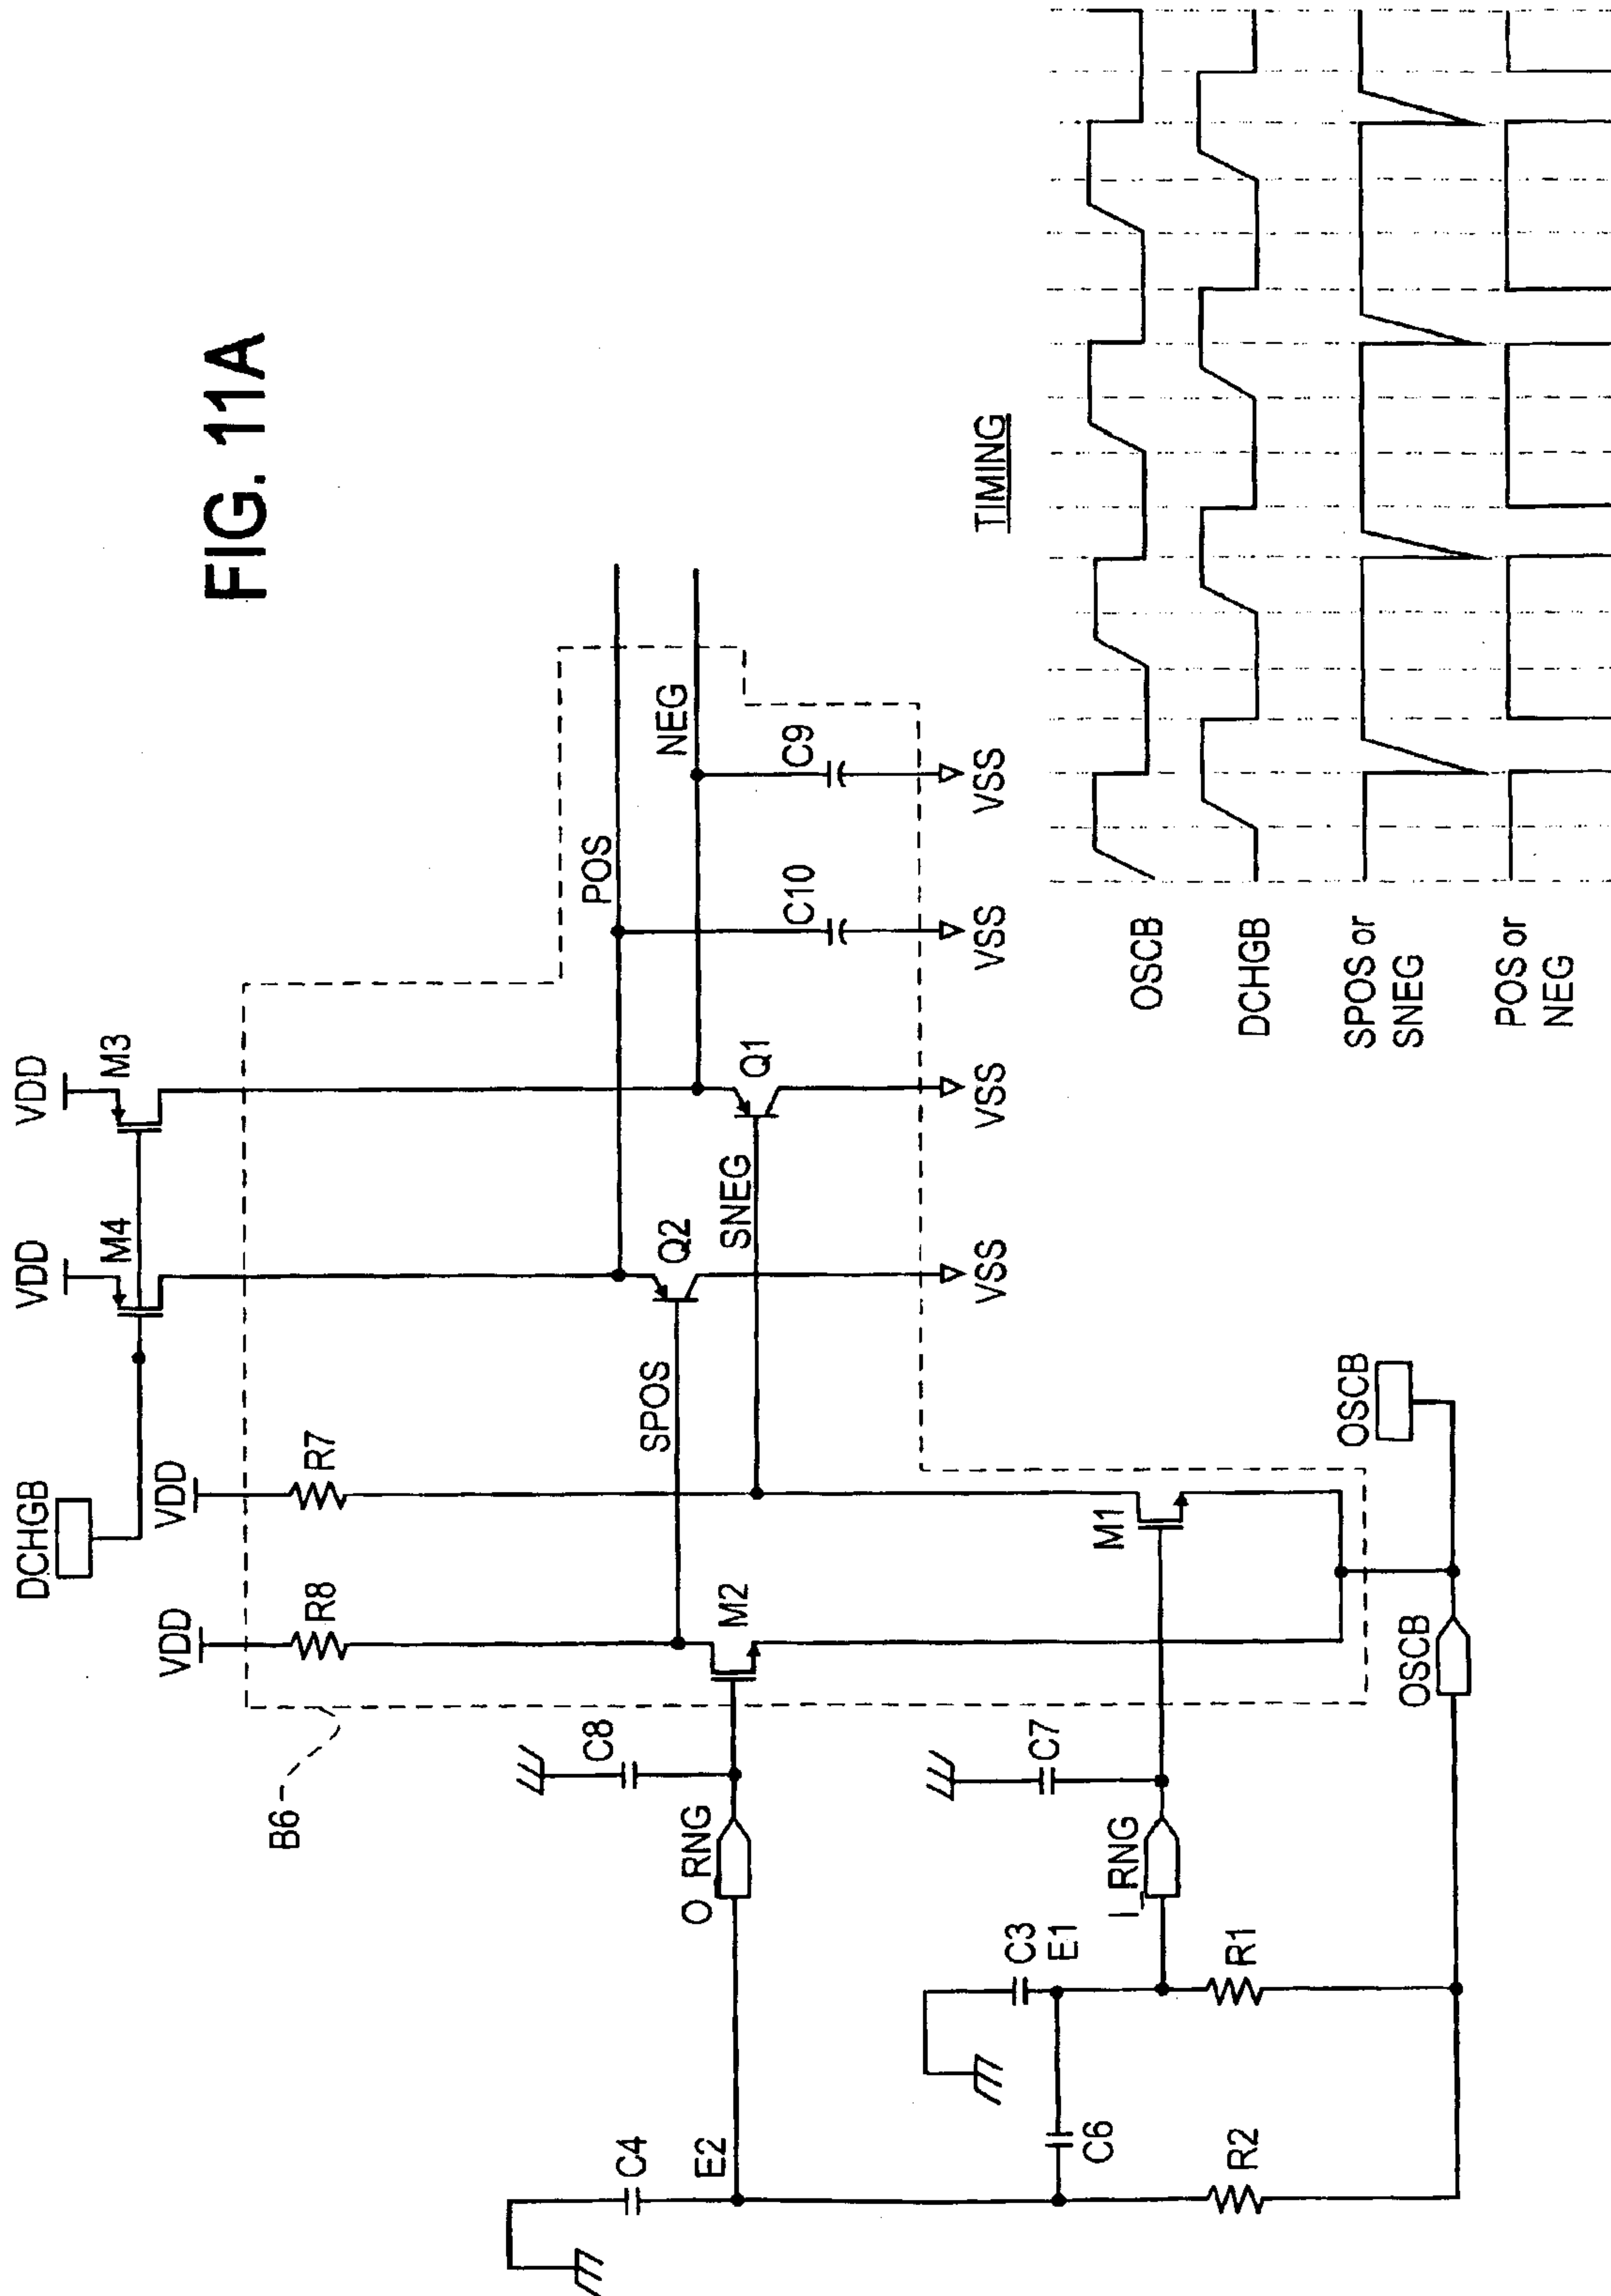 FIG. 11A
DCHGB
VDD
M4
VDD
M3
VDD
R8
VDD
R7
B6
C8
O_RNG
M2
SPOS
Q2
SNEG
Q1
POS
NEG
C10
C9
VSS
VSS
VSS
VSS
C4
E2
C6
C3
E1
I_RNG
C7
M1
R2
R1
OSCB
OSCB
TIMING
OSCB
DCHGB
SPOS or
SNEG
POS or
NEG